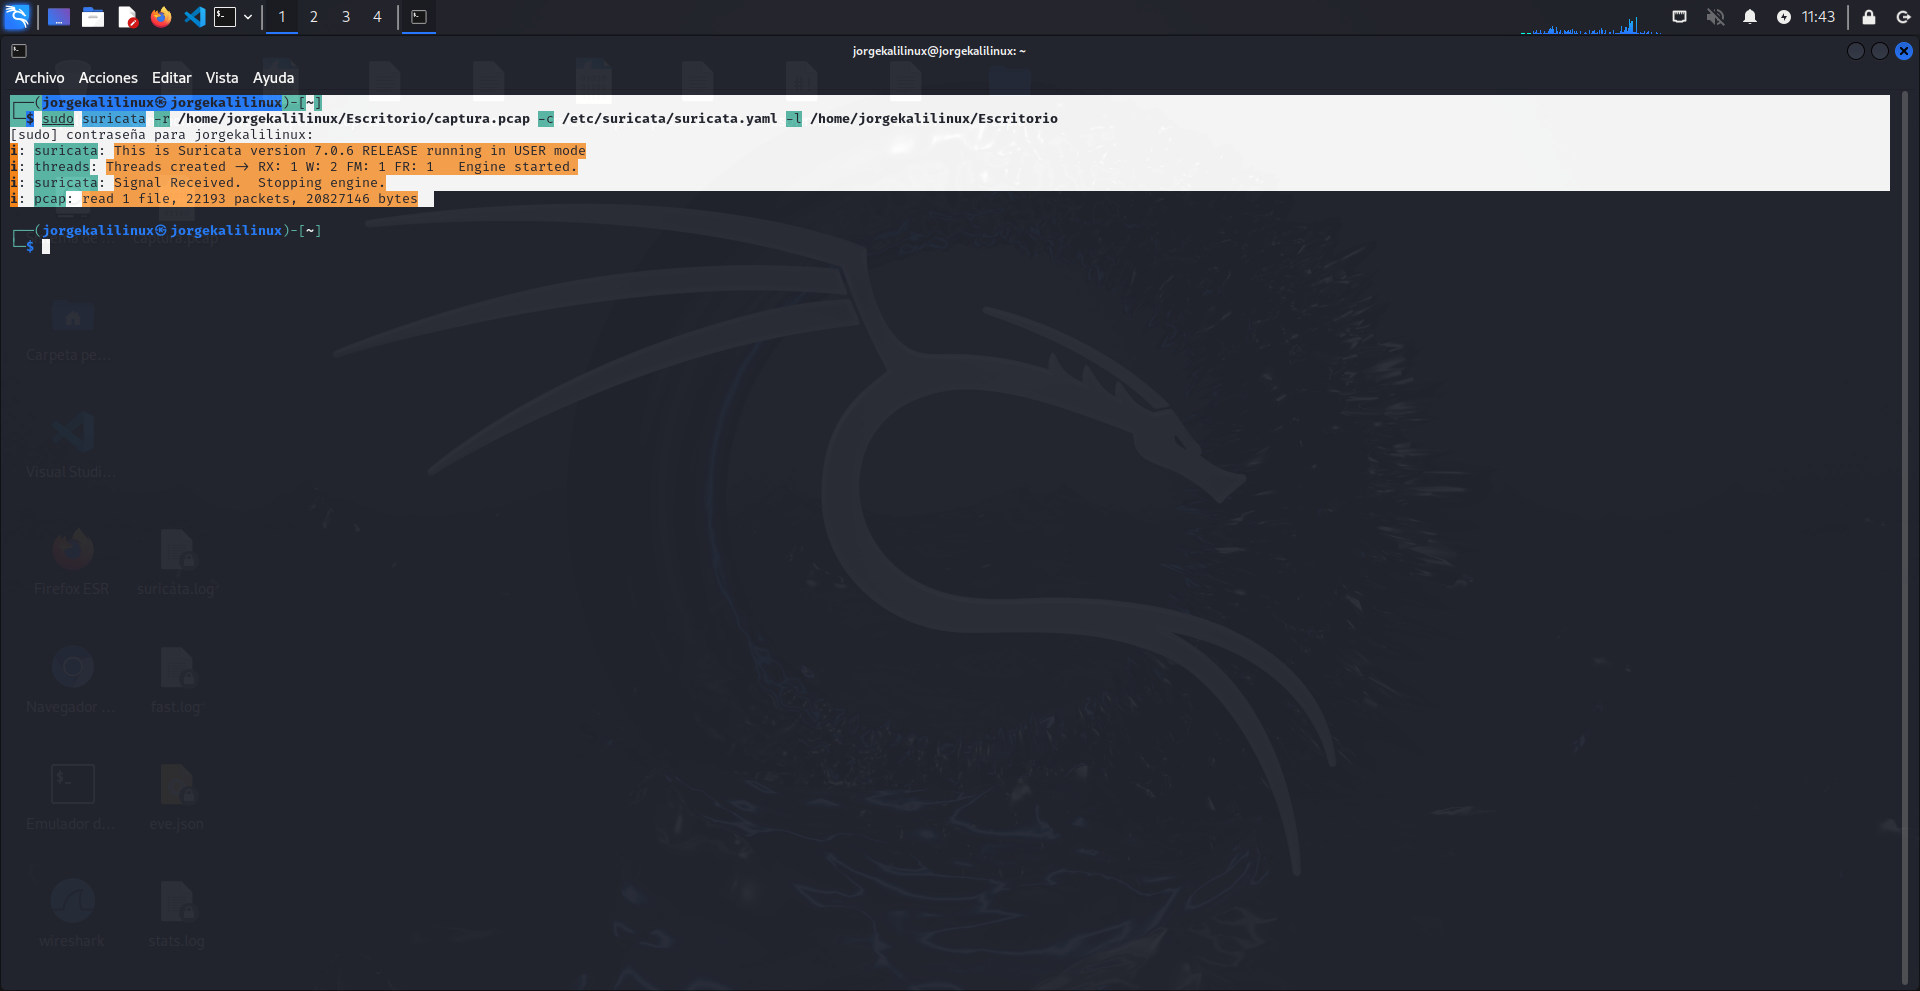 1 2 3 4 11:43
jorgekalilinux@jorgekalilinux: ~
Archivo Acciones Editar Vista Ayuda
┌──(jorgekalilinux㉿jorgekalilinux)-[~]
└─$ sudo suricata -r /home/jorgekalilinux/Escritorio/captura.pcap -c /etc/suricata/suricata.yaml -l /home/jorgekalilinux/Escritorio
[sudo] contraseña para jorgekalilinux:
i: suricata: This is Suricata version 7.0.6 RELEASE running in USER mode
i: threads: Threads created → RX: 1 W: 2 FM: 1 FR: 1   Engine started.
i: suricata: Signal Received.  Stopping engine.
i: pcap: read 1 file, 22193 packets, 20827146 bytes
┌──(jorgekalilinux㉿jorgekalilinux)-[~]
└─$
captura.pcap
Carpeta pe...
Visual Studi...
Firefox ESR suricata.log
Navegador ... fast.log
Emulador d... eve.json
wireshark stats.log